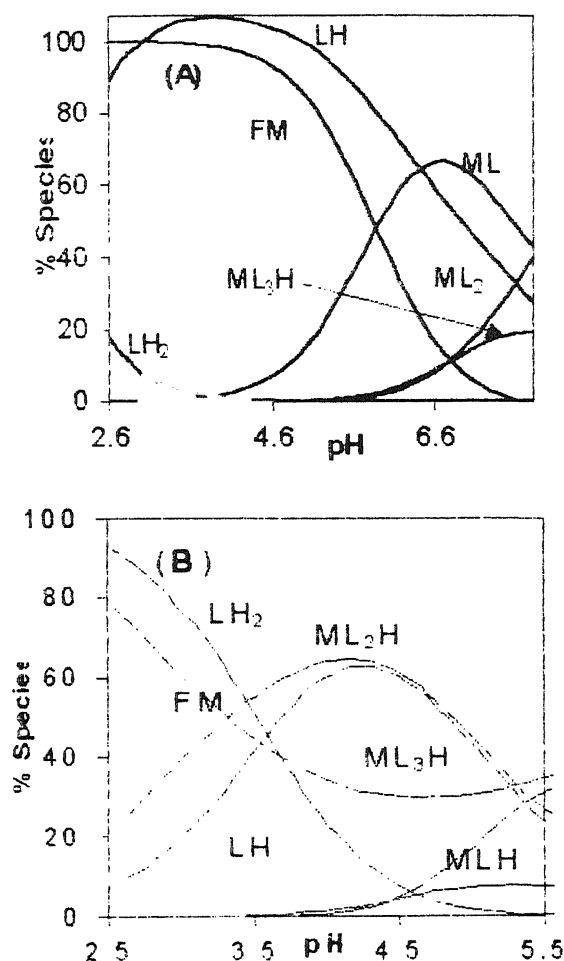 (A)
LH
FM
ML
ML₂
ML₃H
LH₂
% Species
100
80
60
40
20
0
2.6 4.6 6.6
pH
(B)
LH₂
ML₂H
FM
ML₃H
LH
MLH
% Species
100
80
60
40
20
0
2 5 3 5 4 5 5.5
pH